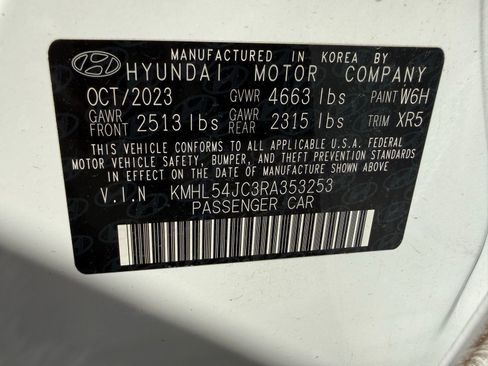 MANUFACTURED IN KOREA BY
HYUNDAI MOTOR COMPANY
OCT/2023 GVWR 4663 lbs PAINT W6H
GAWR FRONT 2513 lbs GAWR REAR 2315 lbs TRIM XR5
THIS VEHICLE CONFORMS TO ALL APPLICABLE U.S.A. FEDERAL
MOTOR VEHICLE SAFETY, BUMPER, AND THEFT PREVENTION STANDARDS
IN EFFECT ON THE DATE OF MANUFACTURE SHOWN ABOVE.
V.I.N KMHL54JC3RA353253
PASSENGER CAR